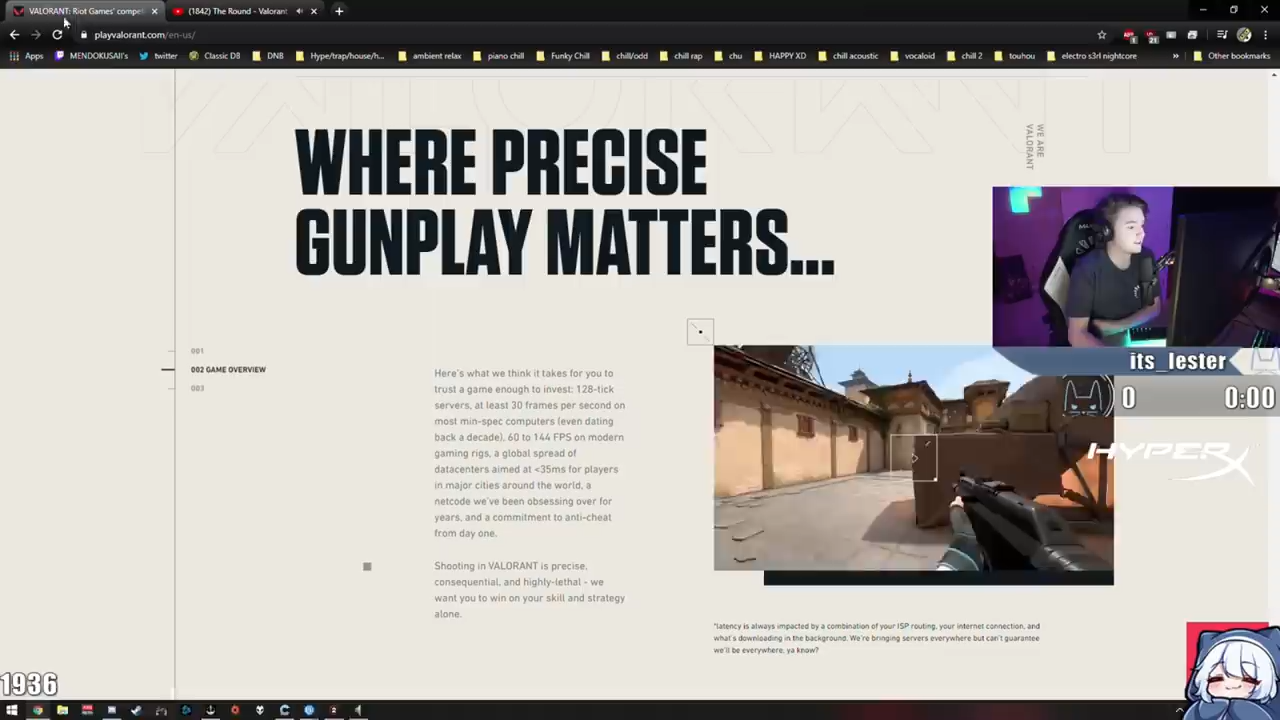 VALORANT: Riot Games' compet
(1842) The Round - Valorant
playvalorant.com/en-us/
Apps
MENDOKUSAII's
twitter
Classic DB
DNB
Hype/trap/house/h...
ambient relax
piano chill
Funky Chill
chill/odd
chill rap
chu
HAPPY XD
chill acoustic
vocaloid
chill 2
touhou
electro s3rl nightcore
»
Other bookmarks
VALORANT
WE ARE
VALORANT
WHERE PRECISE
GUNPLAY MATTERS...
001
002 GAME OVERVIEW
003
Here's what we think it takes for you to
trust a game enough to invest: 128-tick
servers, at least 30 frames per second on
most min-spec computers (even dating
back a decade), 60 to 144 FPS on modern
gaming rigs, a global spread of
datacenters aimed at <35ms for players
in major cities around the world, a
netcode we've been obsessing over for
years, and a commitment to anti-cheat
from day one.
Shooting in VALORANT is precise,
consequential, and highly-lethal - we
want you to win on your skill and strategy
alone.
its_lester
0
0:00
HYPERX
*latency is always impacted by a combination of your ISP routing, your internet connection, and
what's downloading in the background. We're bringing servers everywhere but can't guarantee
we'll be everywhere, ya know?
1936